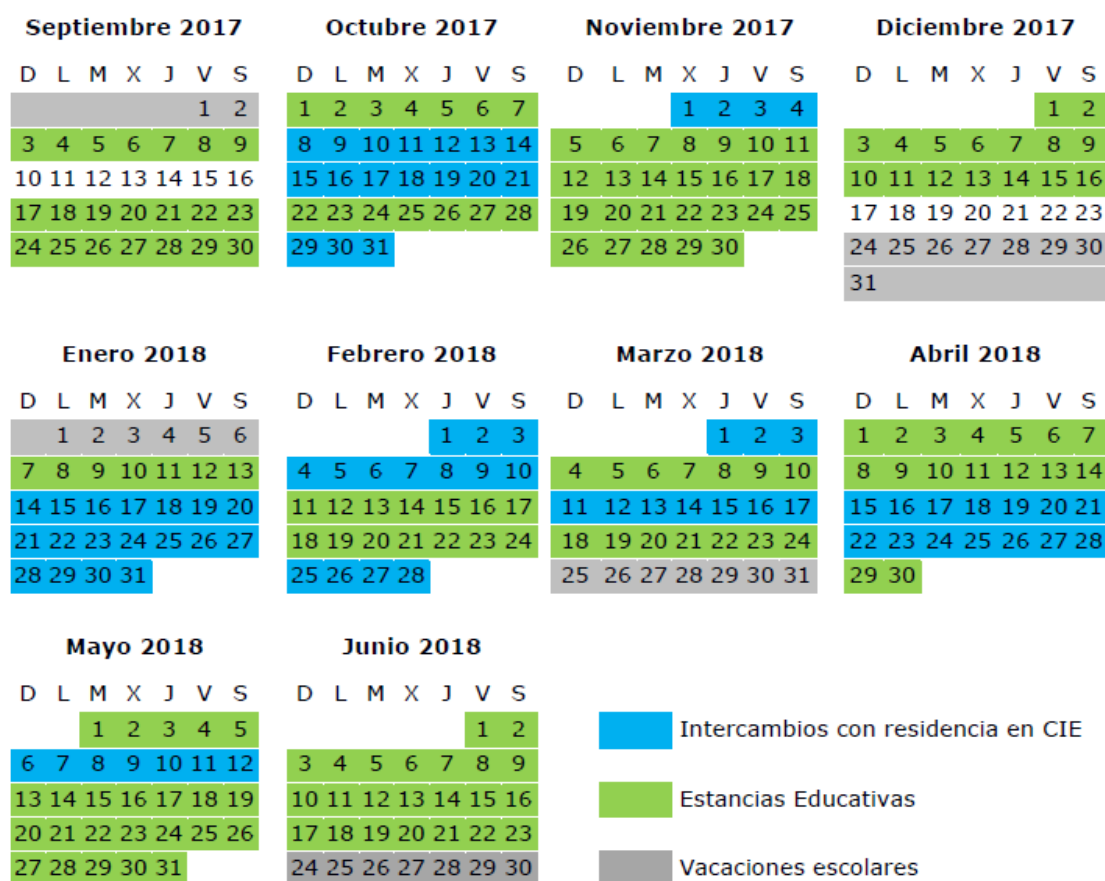 Septiembre 2017 Octubre 2017 Noviembre 2017 Diciembre 2017
D L M X J V S D L M X J V S D L M X J V S D L M X J V S
1 2 1 2 3 4 5 6 7 1 2 3 4 1 2
3 4 5 6 7 8 9 8 9 10 11 12 13 14 5 6 7 8 9 10 11 3 4 5 6 7 8 9
10 11 12 13 14 15 16 15 16 17 18 19 20 21 12 13 14 15 16 17 18 10 11 12 13 14 15 16
17 18 19 20 21 22 23 22 23 24 25 26 27 28 19 20 21 22 23 24 25 17 18 19 20 21 22 23
24 25 26 27 28 29 30 29 30 31 26 27 28 29 30 24 25 26 27 28 29 30
31
Enero 2018 Febrero 2018 Marzo 2018 Abril 2018
D L M X J V S D L M X J V S D L M X J V S D L M X J V S
1 2 3 4 5 6 1 2 3 1 2 3 1 2 3 4 5 6 7
7 8 9 10 11 12 13 4 5 6 7 8 9 10 4 5 6 7 8 9 10 8 9 10 11 12 13 14
14 15 16 17 18 19 20 11 12 13 14 15 16 17 11 12 13 14 15 16 17 15 16 17 18 19 20 21
21 22 23 24 25 26 27 18 19 20 21 22 23 24 18 19 20 21 22 23 24 22 23 24 25 26 27 28
28 29 30 31 25 26 27 28 25 26 27 28 29 30 31 29 30
Mayo 2018 Junio 2018
D L M X J V S D L M X J V S
1 2 3 4 5 1 2 Intercambios con residencia en CIE
6 7 8 9 10 11 12 3 4 5 6 7 8 9
13 14 15 16 17 18 19 10 11 12 13 14 15 16 Estancias Educativas
20 21 22 23 24 25 26 17 18 19 20 21 22 23
27 28 29 30 31 24 25 26 27 28 29 30 Vacaciones escolares